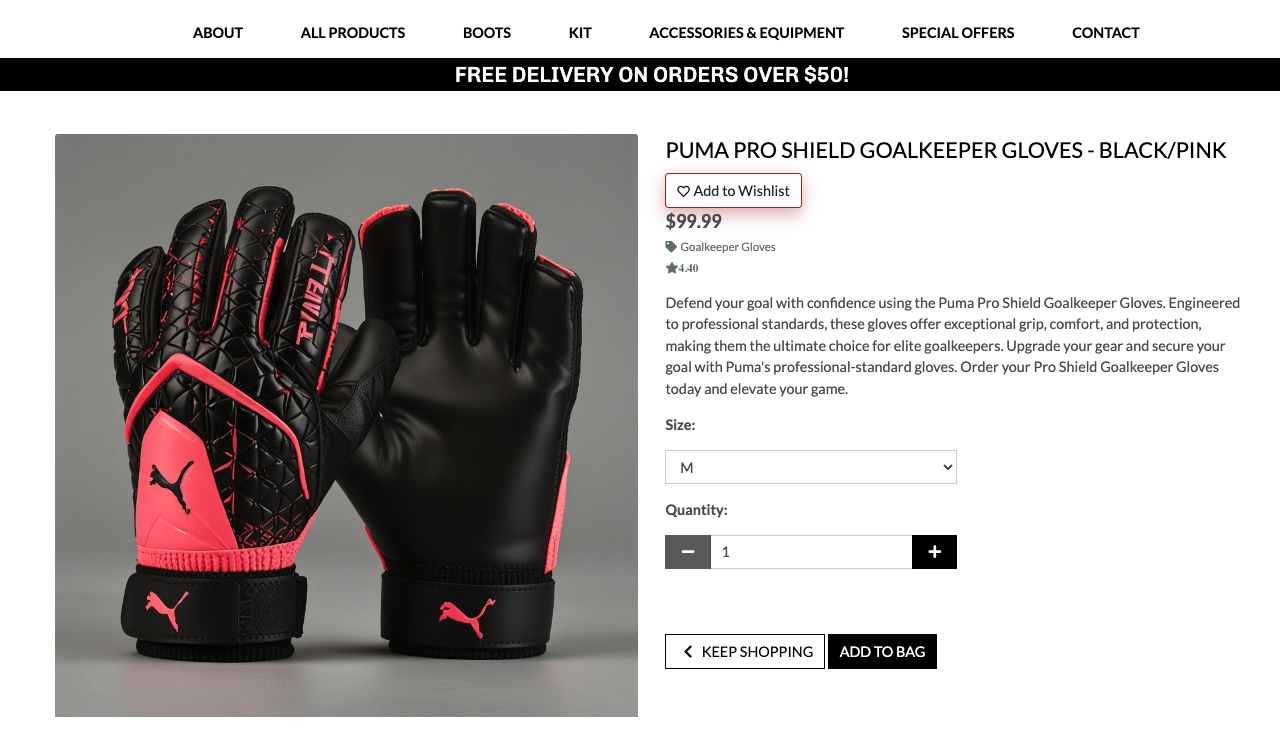 ABOUT
ALL PRODUCTS
BOOTS
KIT
ACCESSORIES & EQUIPMENT
SPECIAL OFFERS
CONTACT
FREE DELIVERY ON ORDERS OVER $50!
PUMA PRO SHIELD GOALKEEPER GLOVES - BLACK/PINK
Add to Wishlist
$99.99
Goalkeeper Gloves
4.40
Defend your goal with confidence using the Puma Pro Shield Goalkeeper Gloves. Engineered
to professional standards, these gloves offer exceptional grip, comfort, and protection,
making them the ultimate choice for elite goalkeepers. Upgrade your gear and secure your
goal with Puma's professional-standard gloves. Order your Pro Shield Goalkeeper Gloves
today and elevate your game.
Size:
M
Quantity:
1
KEEP SHOPPING
ADD TO BAG